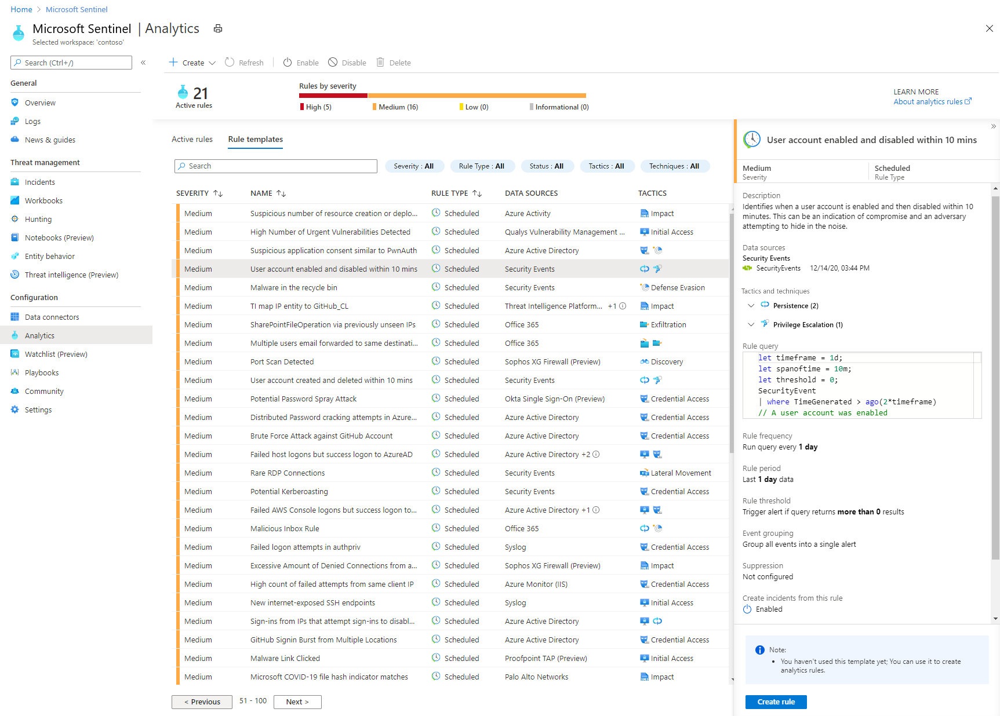 Home > Microsoft Sentinel
Microsoft Sentinel | Analytics
Selected workspace: 'contoso'
Search (Ctrl+/)
«
General
Overview
Logs
News & guides
Threat management
Incidents
Workbooks
Hunting
Notebooks (Preview)
Entity behavior
Threat intelligence (Preview)
Configuration
Data connectors
Analytics
Watchlist (Preview)
Playbooks
Community
Settings
Create Refresh Enable Disable Delete
21
Active rules
Rules by severity
High (5) Medium (16) Low (0) Informational (0)
LEARN MORE
About analytics rules
Active rules Rule templates
Search Severity : All Rule Type : All Status : All Tactics : All Techniques : All
SEVERITY NAME RULE TYPE DATA SOURCES TACTICS
Medium Suspicious number of resource creation or deplo... Scheduled Azure Activity Impact
Medium High Number of Urgent Vulnerabilities Detected Scheduled Qualys Vulnerability Management ... Initial Access
Medium Suspicious application consent similar to PwnAuth Scheduled Azure Active Directory
Medium User account enabled and disabled within 10 mins Scheduled Security Events
Medium Malware in the recycle bin Scheduled Security Events Defense Evasion
Medium TI map IP entity to GitHub_CL Scheduled Threat Intelligence Platform... +1 Impact
Medium SharePointFileOperation via previously unseen IPs Scheduled Office 365 Exfiltration
Medium Multiple users email forwarded to same destinati... Scheduled Office 365
Medium Port Scan Detected Scheduled Sophos XG Firewall (Preview) Discovery
Medium User account created and deleted within 10 mins Scheduled Security Events
Medium Potential Password Spray Attack Scheduled Okta Single Sign-On (Preview) Credential Access
Medium Distributed Password cracking attempts in Azure... Scheduled Azure Active Directory Credential Access
Medium Brute Force Attack against GitHub Account Scheduled Azure Active Directory Credential Access
Medium Failed host logons but success logon to AzureAD Scheduled Azure Active Directory +2
Medium Rare RDP Connections Scheduled Security Events Lateral Movement
Medium Potential Kerberoasting Scheduled Security Events Credential Access
Medium Failed AWS Console logons but success logon to... Scheduled Azure Active Directory +1
Medium Malicious Inbox Rule Scheduled Office 365
Medium Failed logon attempts in authpriv Scheduled Syslog Credential Access
Medium Excessive Amount of Denied Connections from a... Scheduled Sophos XG Firewall (Preview) Impact
Medium High count of failed attempts from same client IP Scheduled Azure Monitor (IIS) Credential Access
Medium New internet-exposed SSH endpoints Scheduled Syslog Initial Access
Medium Sign-ins from IPs that attempt sign-ins to disabl... Scheduled Azure Active Directory
Medium GitHub Signin Burst from Multiple Locations Scheduled Azure Active Directory Credential Access
Medium Malware Link Clicked Scheduled Proofpoint TAP (Preview) Initial Access
Medium Microsoft COVID-19 file hash indicator matches Scheduled Palo Alto Networks Impact
< Previous 51 - 100 Next >
»
User account enabled and disabled within 10 mins
Medium Scheduled
Severity Rule Type
Description
Identifies when a user account is enabled and then disabled within 10
minutes. This can be an indication of compromise and an adversary
attempting to hide in the noise.
Data sources
Security Events
SecurityEvents 12/14/20, 03:44 PM
Tactics and techniques
Persistence (2)
Privilege Escalation (1)
Rule query
let timeframe = 1d;
let spanoftime = 10m;
let threshold = 0;
SecurityEvent
| where TimeGenerated > ago(2*timeframe)
// A user account was enabled
Rule frequency
Run query every 1 day
Rule period
Last 1 day data
Rule threshold
Trigger alert if query returns more than 0 results
Event grouping
Group all events into a single alert
Suppression
Not configured
Create incidents from this rule
Enabled
Note:
• You haven't used this template yet; You can use it to create
analytics rules.
Create rule